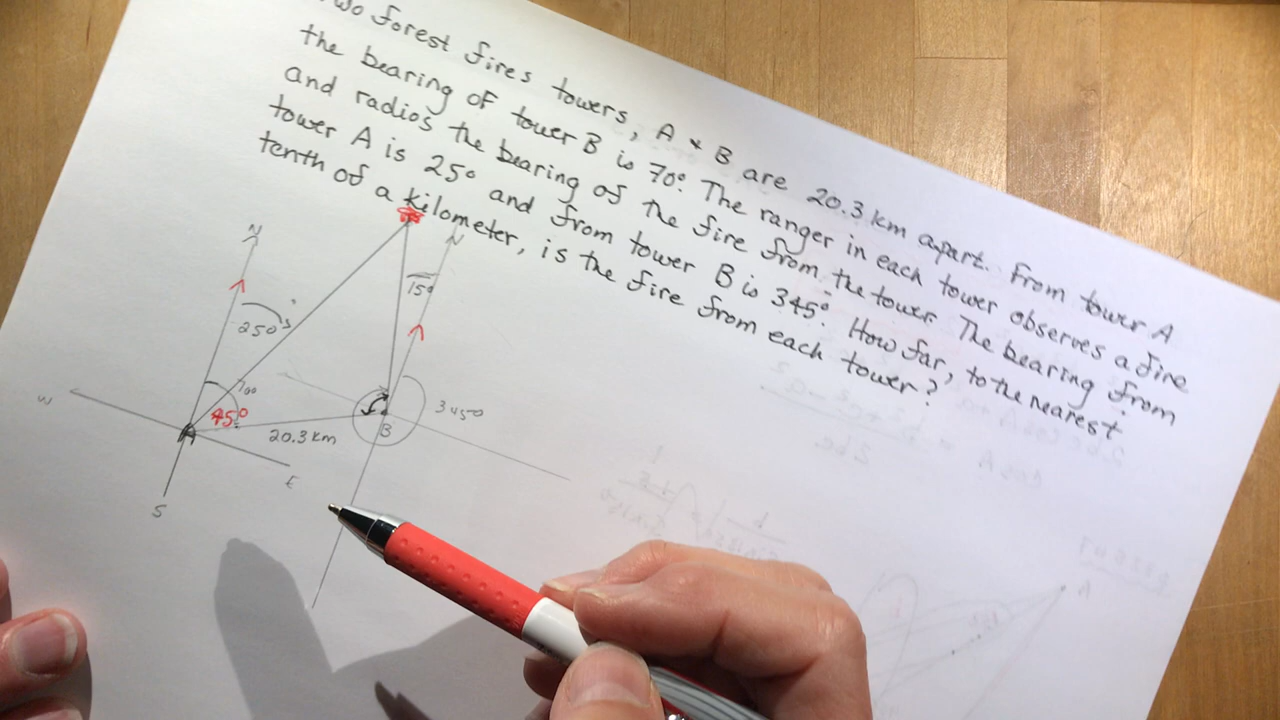 wo forest fires towers, A & B are 20.3 km apart. From tower A
the bearing of tower B is 70°. The ranger in each tower observes a fire
and radios the bearing of the fire from the tower. The bearing from
tower A is 25° and from tower B is 345°. How far, to the nearest
tenth of a kilometer, is the fire from each tower?
N
N
15°
25°
70°
45°
345°
W
A
20.3 km
B
E
S